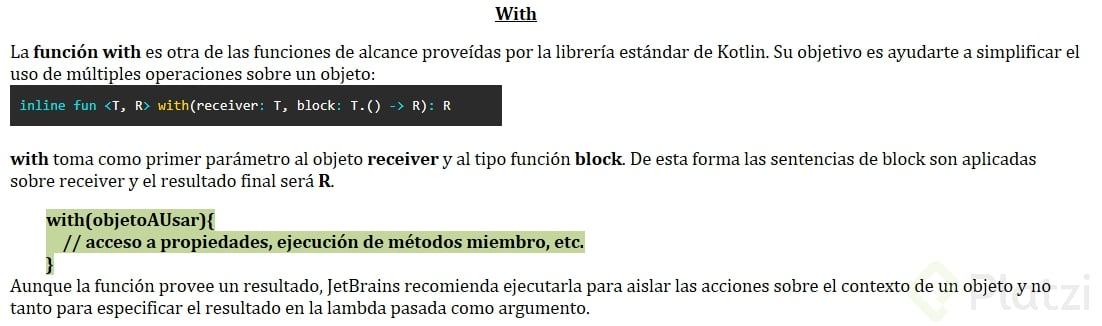 With
La función with es otra de las funciones de alcance proveídas por la librería estándar de Kotlin. Su objetivo es ayudarte a simplificar el
uso de múltiples operaciones sobre un objeto:
inline fun <T, R> with(receiver: T, block: T.() -> R): R
with toma como primer parámetro al objeto receiver y al tipo función block. De esta forma las sentencias de block son aplicadas
sobre receiver y el resultado final será R.
with(objetoAUsar){
// acceso a propiedades, ejecución de métodos miembro, etc.
}
Aunque la función provee un resultado, JetBrains recomienda ejecutarla para aislar las acciones sobre el contexto de un objeto y no
tanto para especificar el resultado en la lambda pasada como argumento.
Platzi